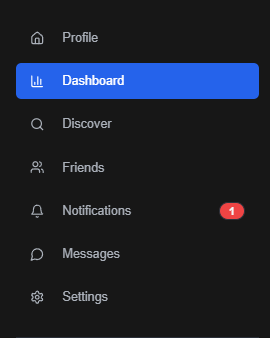 Profile
Dashboard
Discover
Friends
Notifications 1
Messages
Settings